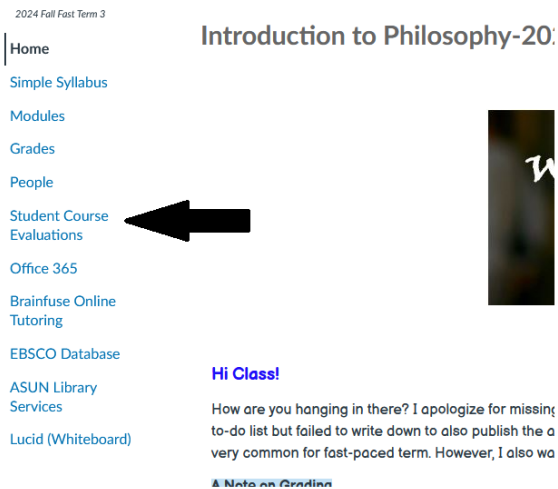 2024 Fall Fast Term 3
Introduction to Philosophy-20
Home
Simple Syllabus
Modules
Grades
People
Student Course
Evaluations
Office 365
Brainfuse Online
Tutoring
EBSCO Database
ASUN Library
Services
Lucid (Whiteboard)
Hi Class!
How are you hanging in there? I apologize for missing
to-do list but failed to write down to also publish the a
very common for fast-paced term. However, I also wa
A Note on Grading